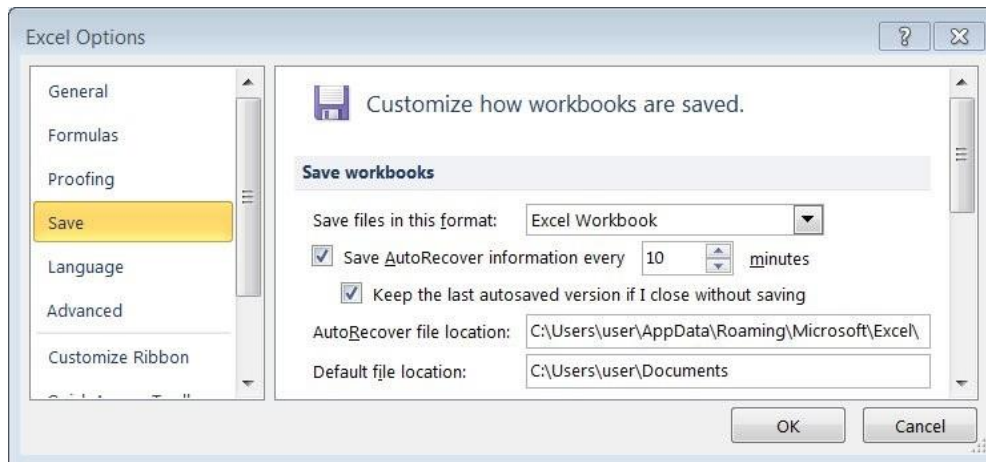 Excel Options
General
Formulas
Proofing
Save
Language
Advanced
Customize Ribbon
Customize how workbooks are saved.
Save workbooks
Save files in this format: Excel Workbook
Save AutoRecover information every 10 minutes
Keep the last autosaved version if I close without saving
AutoRecover file location: C:\Users\user\AppData\Roaming\Microsoft\Excel\
Default file location: C:\Users\user\Documents
OK Cancel